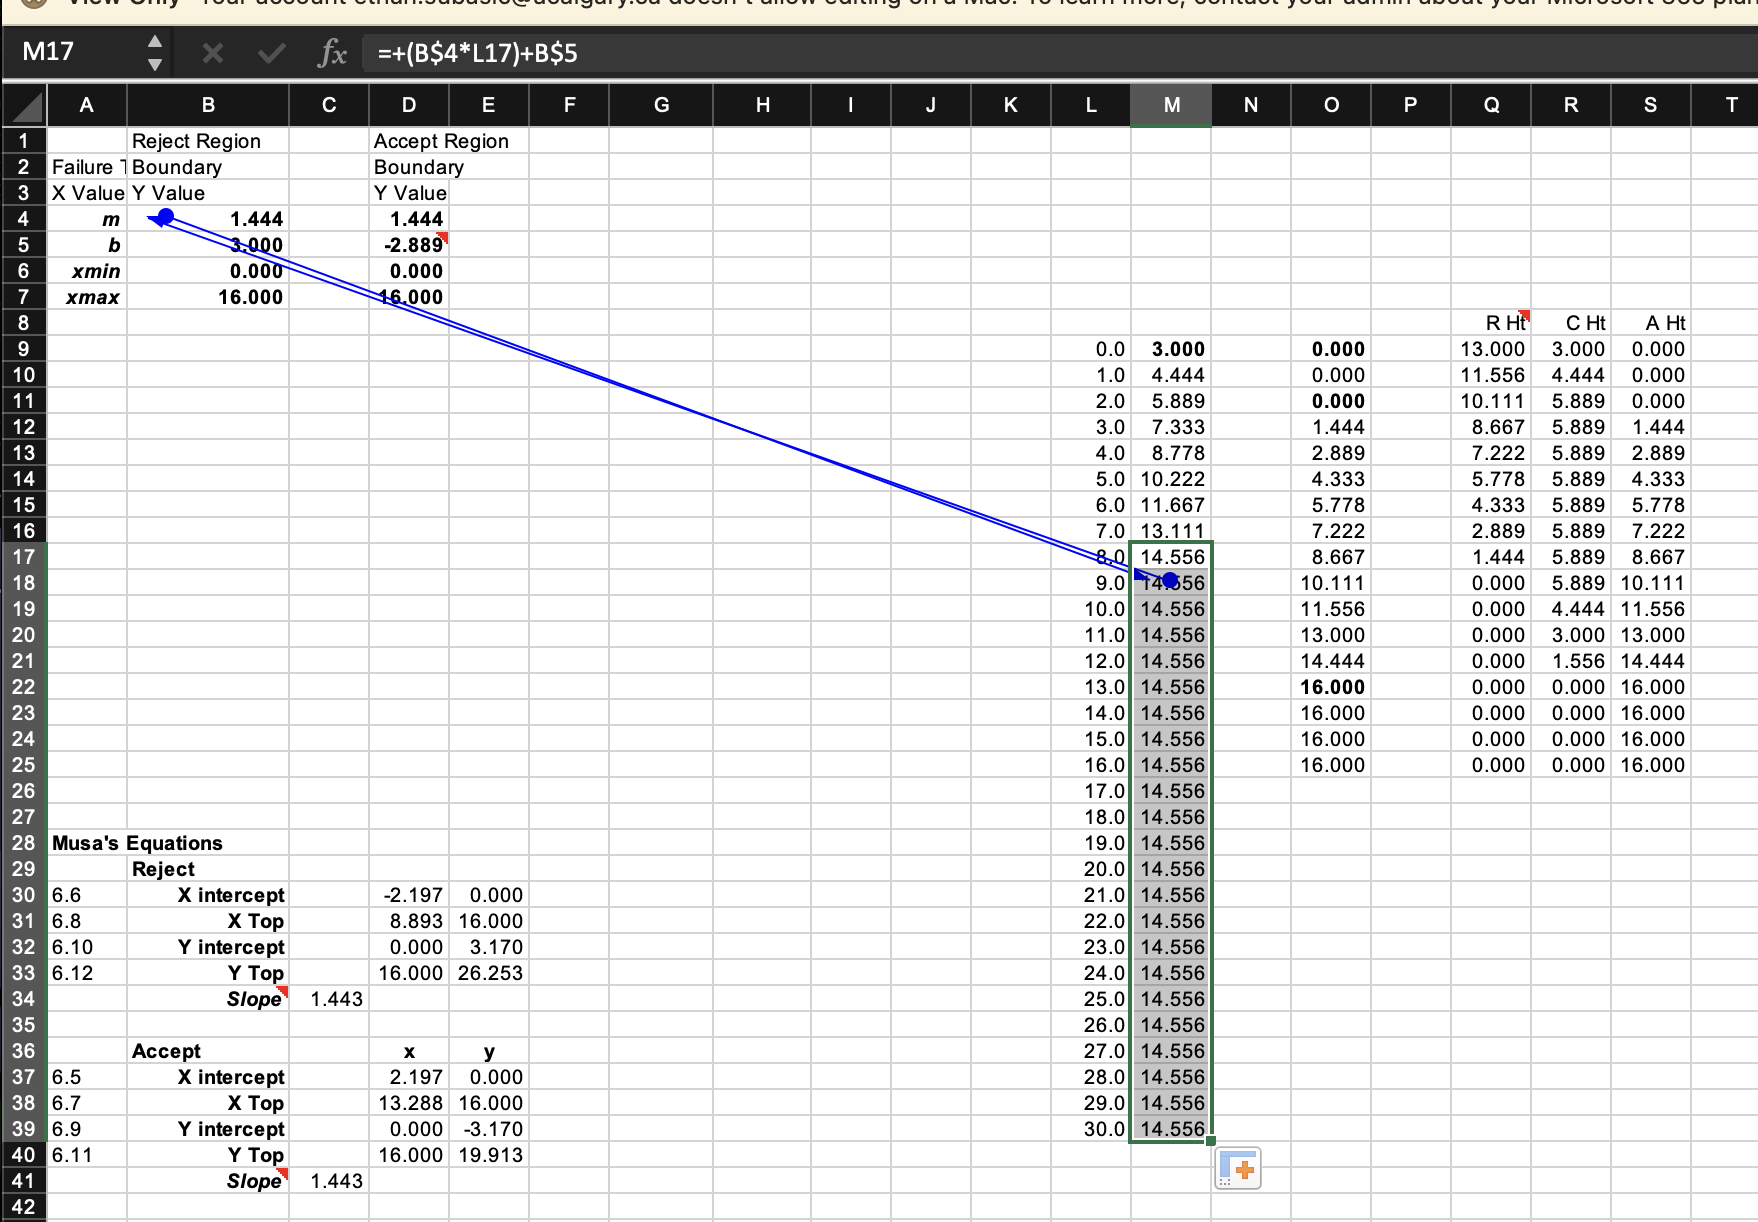 View Only
M17 fx =+(B$4*L17)+B$5
A B C D E F G H I J K L M N O P Q R S T
1 Reject Region Accept Region
2 Failure T Boundary Boundary
3 X Value Y Value Y Value
4 m 1.444 1.444
5 b 3.000 -2.889
6 xmin 0.000 0.000
7 xmax 16.000 16.000
8 R Ht C Ht A Ht
9 0.0 3.000 0.000 13.000 3.000 0.000
10 1.0 4.444 0.000 11.556 4.444 0.000
11 2.0 5.889 0.000 10.111 5.889 0.000
12 3.0 7.333 1.444 8.667 5.889 1.444
13 4.0 8.778 2.889 7.222 5.889 2.889
14 5.0 10.222 4.333 5.778 5.889 4.333
15 6.0 11.667 5.778 4.333 5.889 5.778
16 7.0 13.111 7.222 2.889 5.889 7.222
17 8.0 14.556 8.667 1.444 5.889 8.667
18 9.0 14.556 10.111 0.000 5.889 10.111
19 10.0 14.556 11.556 0.000 4.444 11.556
20 11.0 14.556 13.000 0.000 3.000 13.000
21 12.0 14.556 14.444 0.000 1.556 14.444
22 13.0 14.556 16.000 0.000 0.000 16.000
23 14.0 14.556 16.000 0.000 0.000 16.000
24 15.0 14.556 16.000 0.000 0.000 16.000
25 16.0 14.556 16.000 0.000 0.000 16.000
26 17.0 14.556
27 18.0 14.556
28 Musa's Equations 19.0 14.556
29 Reject 20.0 14.556
30 6.6 X intercept -2.197 0.000 21.0 14.556
31 6.8 X Top 8.893 16.000 22.0 14.556
32 6.10 Y intercept 0.000 3.170 23.0 14.556
33 6.12 Y Top 16.000 26.253 24.0 14.556
34 Slope 1.443 25.0 14.556
35 26.0 14.556
36 Accept x y 27.0 14.556
37 6.5 X intercept 2.197 0.000 28.0 14.556
38 6.7 X Top 13.288 16.000 29.0 14.556
39 6.9 Y intercept 0.000 -3.170 30.0 14.556
40 6.11 Y Top 16.000 19.913
41 Slope 1.443
42